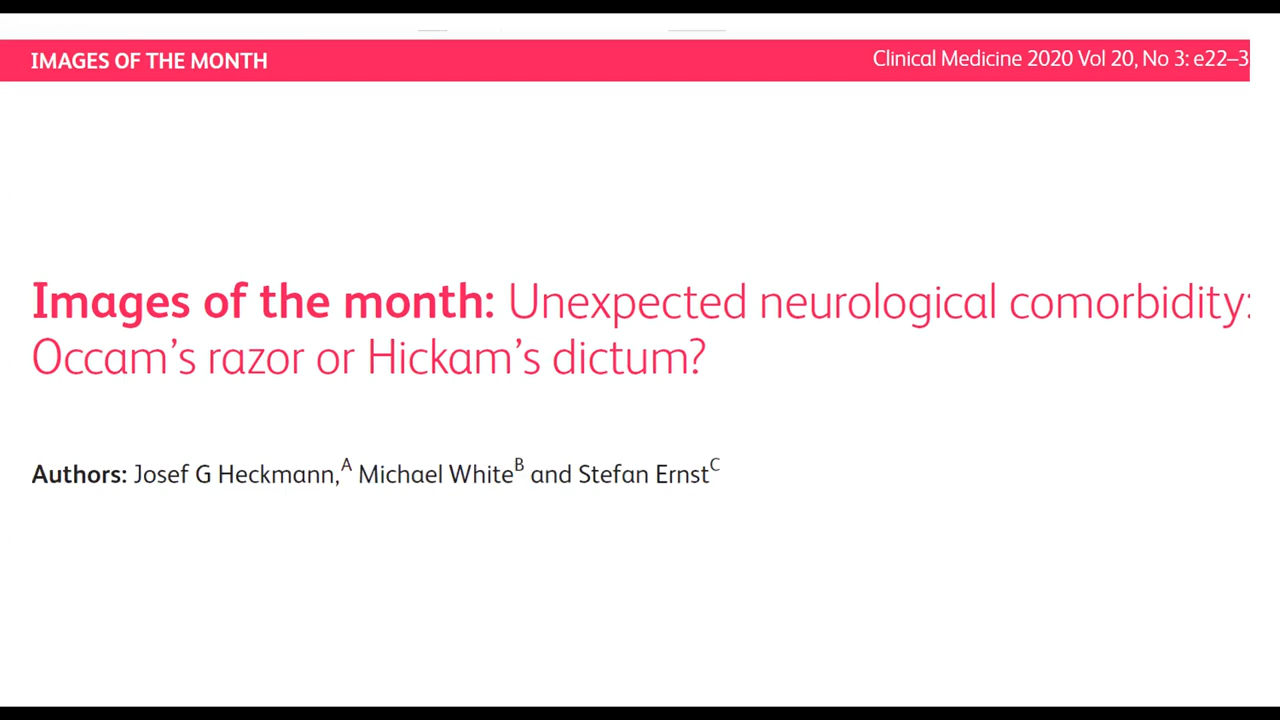 IMAGES OF THE MONTH
Clinical Medicine 2020 Vol 20, No 3: e22–3
Images of the month: Unexpected neurological comorbidity:
Occam’s razor or Hickam’s dictum?
Authors: Josef G Heckmann,A Michael WhiteB and Stefan ErnstC